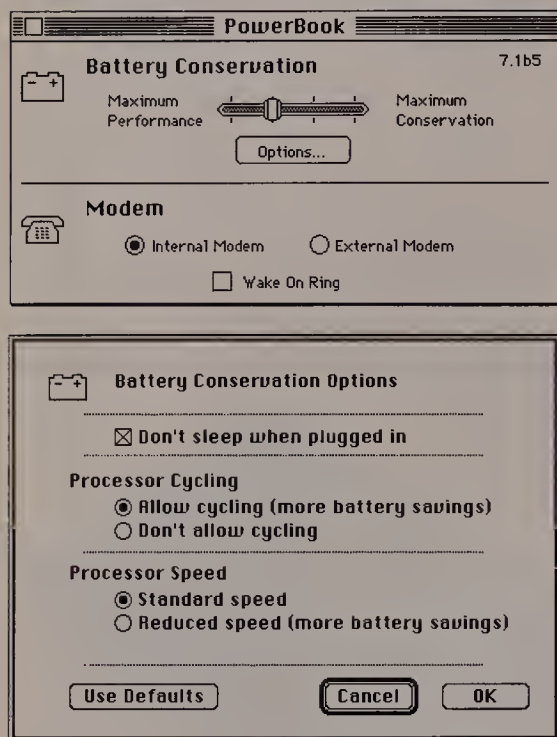 PowerBook
Battery Conservation
7.1b5
Maximum Performance
Maximum Conservation
Options...
Modem
Internal Modem
External Modem
Wake On Ring
Battery Conservation Options
Don't sleep when plugged in
Processor Cycling
Allow cycling (more battery savings)
Don't allow cycling
Processor Speed
Standard speed
Reduced speed (more battery savings)
Use Defaults
Cancel
OK